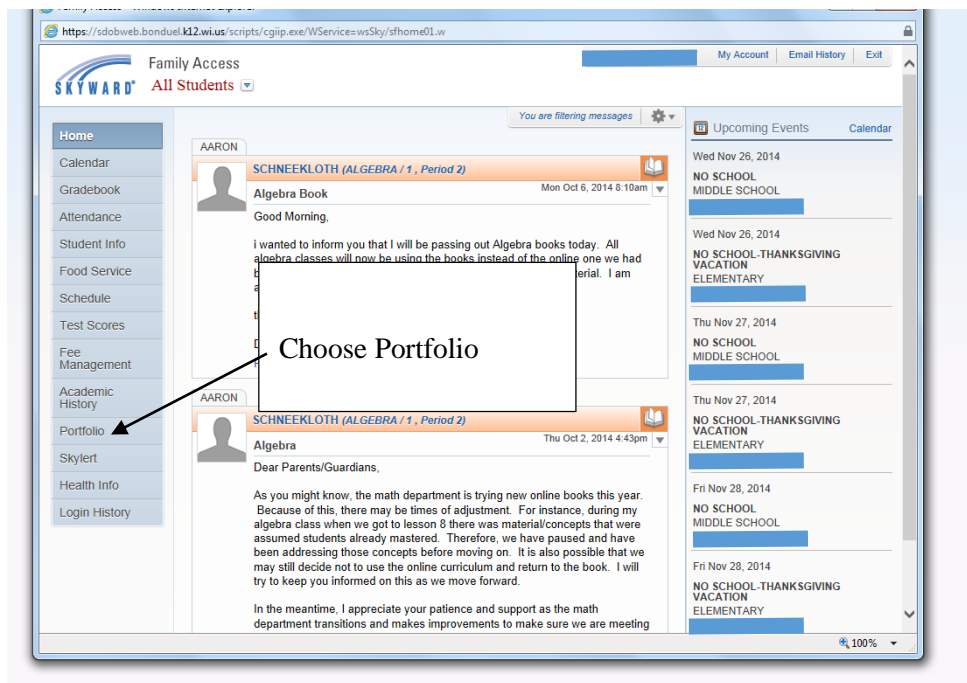 https://sdobweb.bonduel.k12.wi.us/scripts/cgiip.exe/WService=wsSky/sfhome01.w
SKYWARD®
Family Access
All Students
My Account
Email History
Exit
Home
Calendar
Gradebook
Attendance
Student Info
Food Service
Schedule
Test Scores
Fee
Management
Academic
History
Portfolio
Skylert
Health Info
Login History
You are filtering messages
AARON
SCHNEEKLOTH (ALGEBRA / 1 , Period 2)
Algebra Book
Mon Oct 6, 2014 8:10am
Good Morning,
i wanted to inform you that I will be passing out Algebra books today. All
algebra classes will now be using the books instead of the online one we had
I am
Choose Portfolio
AARON
SCHNEEKLOTH (ALGEBRA / 1 , Period 2)
Algebra
Thu Oct 2, 2014 4:43pm
Dear Parents/Guardians,
As you might know, the math department is trying new online books this year.
Because of this, there may be times of adjustment. For instance, during my
algebra class when we got to lesson 8 there was material/concepts that were
assumed students already mastered. Therefore, we have paused and have
been addressing those concepts before moving on. It is also possible that we
may still decide not to use the online curriculum and return to the book. I will
try to keep you informed on this as we move forward.
In the meantime, I appreciate your patience and support as the math
department transitions and makes improvements to make sure we are meeting
Upcoming Events
Calendar
Wed Nov 26, 2014
NO SCHOOL
MIDDLE SCHOOL
Wed Nov 26, 2014
NO SCHOOL-THANKSGIVING
VACATION
ELEMENTARY
Thu Nov 27, 2014
NO SCHOOL
MIDDLE SCHOOL
Thu Nov 27, 2014
NO SCHOOL-THANKSGIVING
VACATION
ELEMENTARY
Fri Nov 28, 2014
NO SCHOOL
MIDDLE SCHOOL
Fri Nov 28, 2014
NO SCHOOL-THANKSGIVING
VACATION
ELEMENTARY
100%